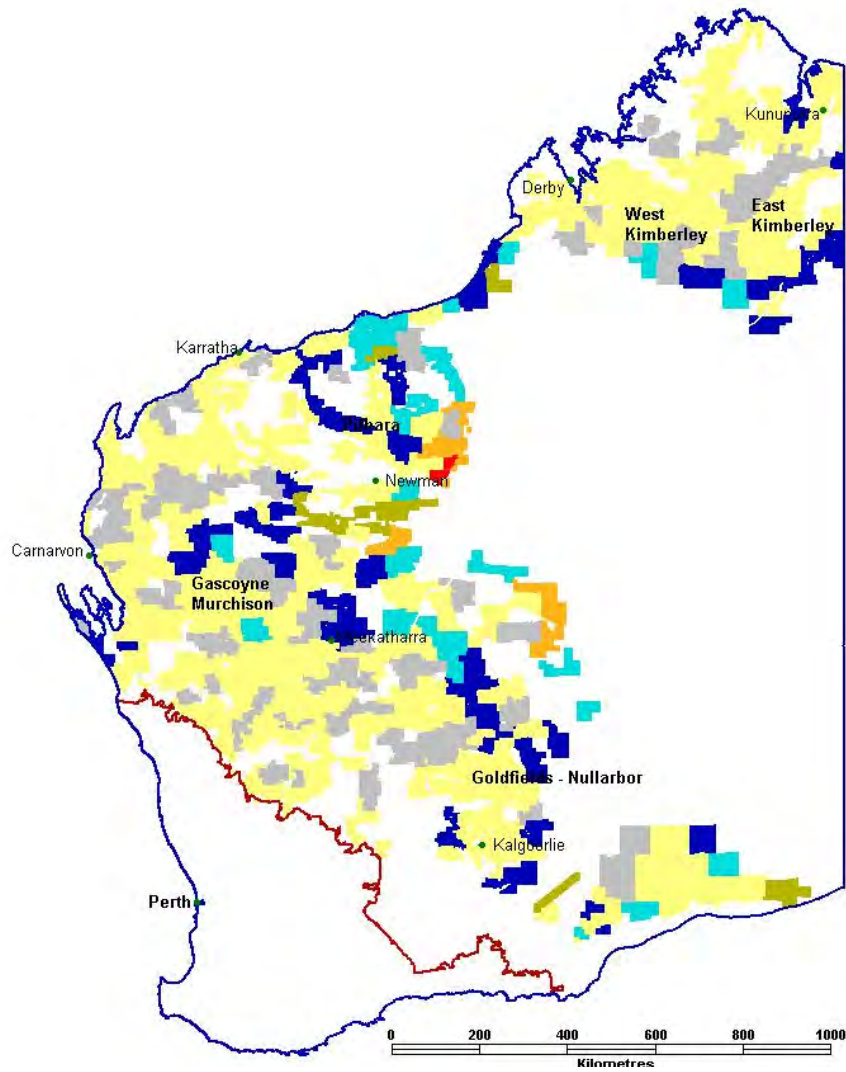 Kununurra
Derby
West
Kimberley
East
Kimberley
Karratha
Pilbara
Newman
Carnarvon
Gascoyne
Murchison
Meekatharra
Goldfields - Nullarbor
Kalgoorlie
Perth
0 200 400 600 800 1000
Kilometres